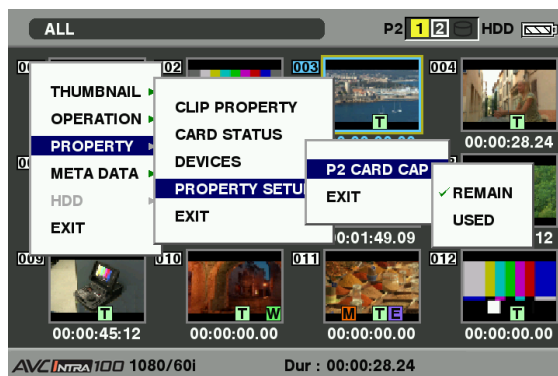 ALL
P2 1 2 HDD
00 02 003 004
THUMBNAIL
OPERATION
PROPERTY
META DATA
HDD
EXIT
CLIP PROPERTY
CARD STATUS
DEVICES
PROPERTY SETU
EXIT
P2 CARD CAP
EXIT
REMAIN
USED
T
T
00:00:28.24
00
0:01:49.09
12
009 010 011 012
T
T W
M T E
T
00:00:45:12 00:00:00.00 00:00:00.00 00:00:00.00
AVC INTRA 100 1080/60i Dur : 00:00:28.24